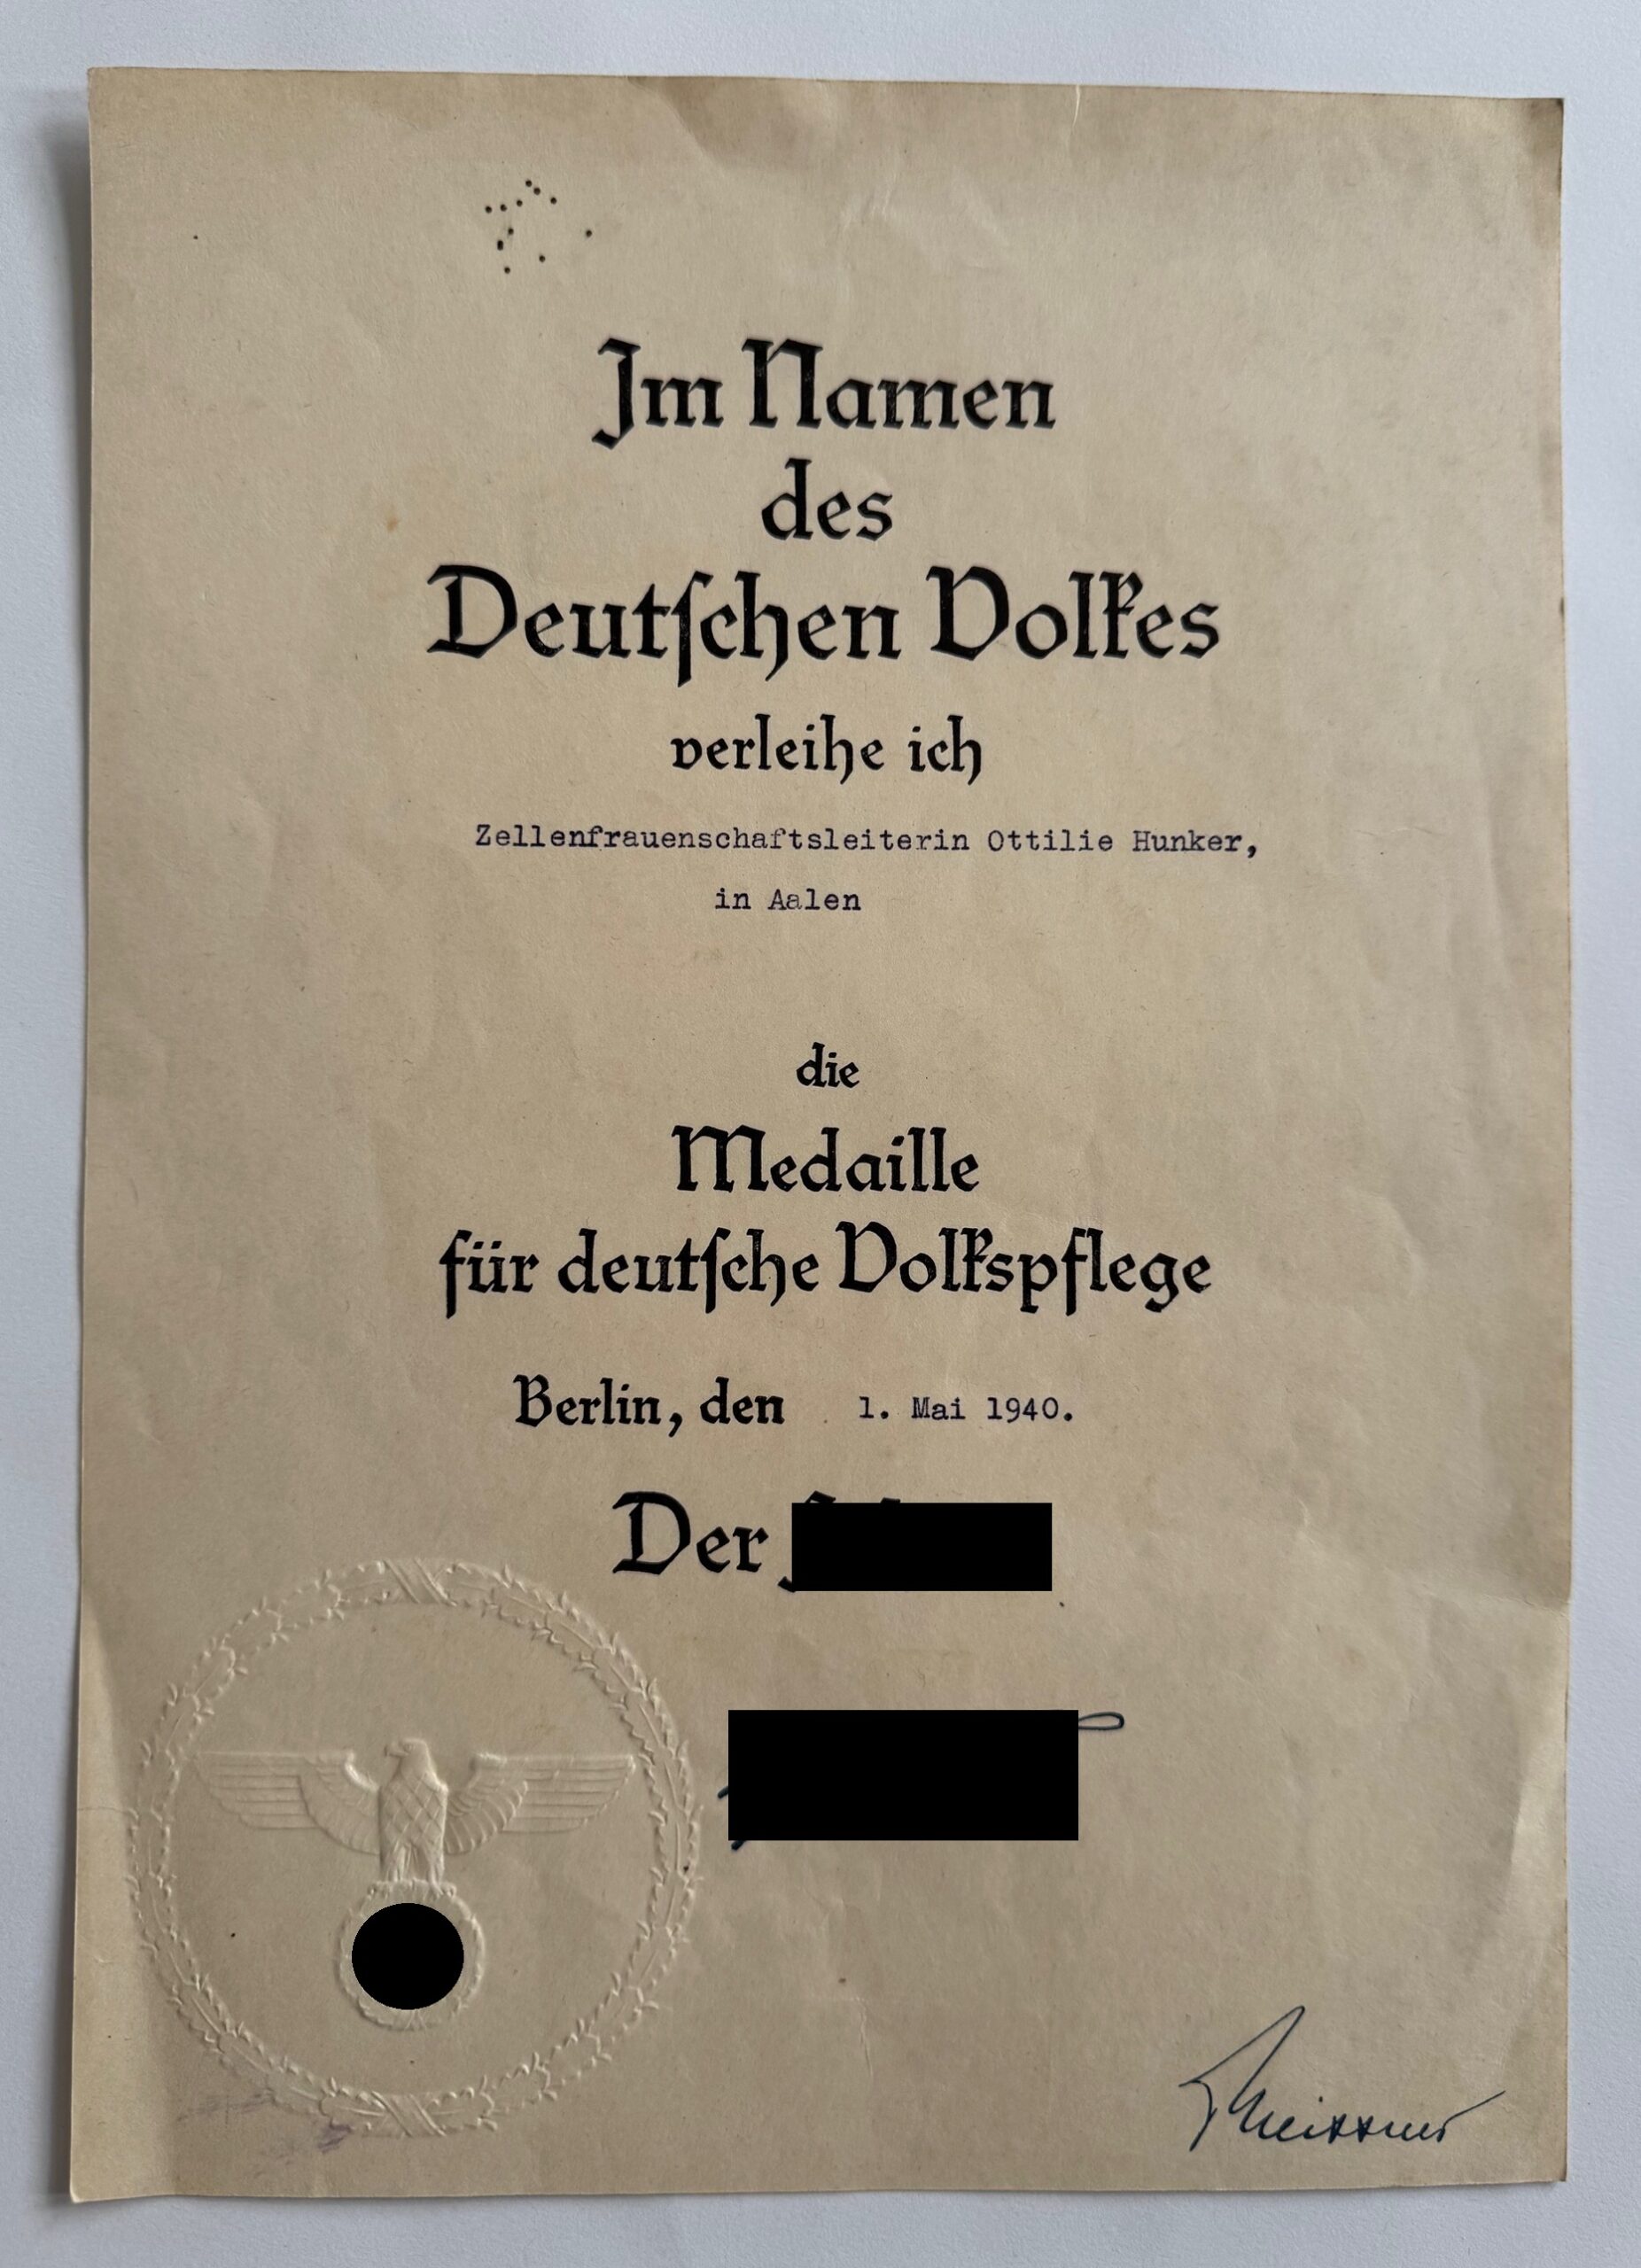 Im Namen
des
Deutſchen Volkes
verleihe ich
Zellenfrauenschaftsleiterin Ottilie Hunker,
in Aalen
die
Medaille
für deutſche Volkspflege
Berlin, den 1. Mai 1940.
Der
Meissner